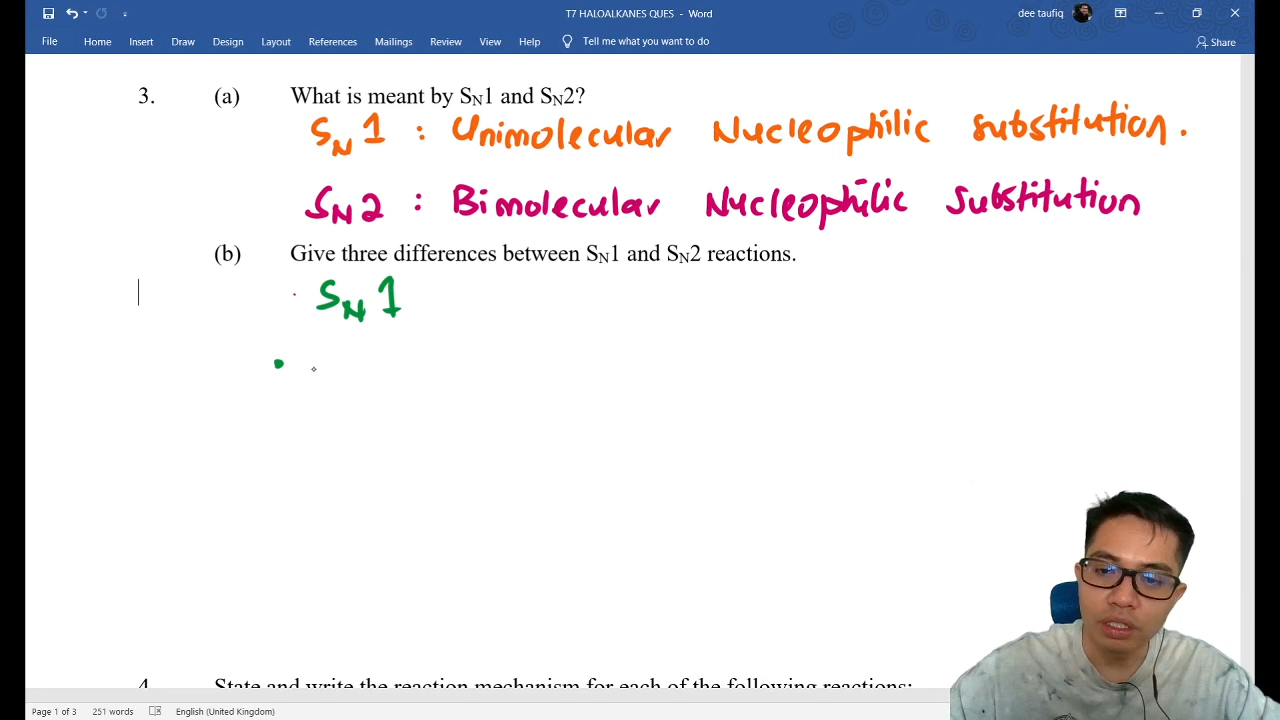 T7 HALOALKANES QUES - Word
dee taufiq
File Home Insert Draw Design Layout References Mailings Review View Help Tell me what you want to do Share
3. (a) What is meant by SN1 and SN2?
SN1 : Unimolecular Nucleophilic substitution.
SN2 : Bimolecular Nucleophilic Substitution
(b) Give three differences between SN1 and SN2 reactions.
SN1
4. State and write the reaction mechanism for each of the following reactions:
Page 1 of 3 251 words English (United Kingdom)